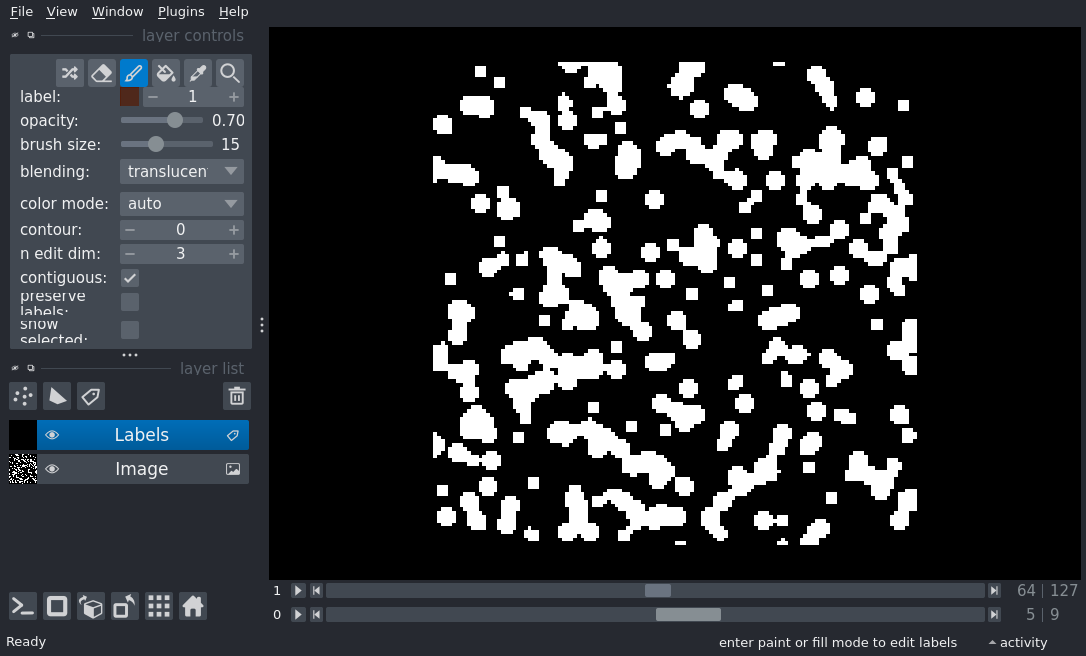 File View Window Plugins Help
layer controls
label: 1
opacity: 0.70
brush size: 15
blending: translucen
color mode: auto
contour: 0
n edit dim: 3
contiguous:
preserve
labels:
show
selected:
layer list
Labels
Image
1 64 | 127
0 5 | 9
Ready enter paint or fill mode to edit labels activity